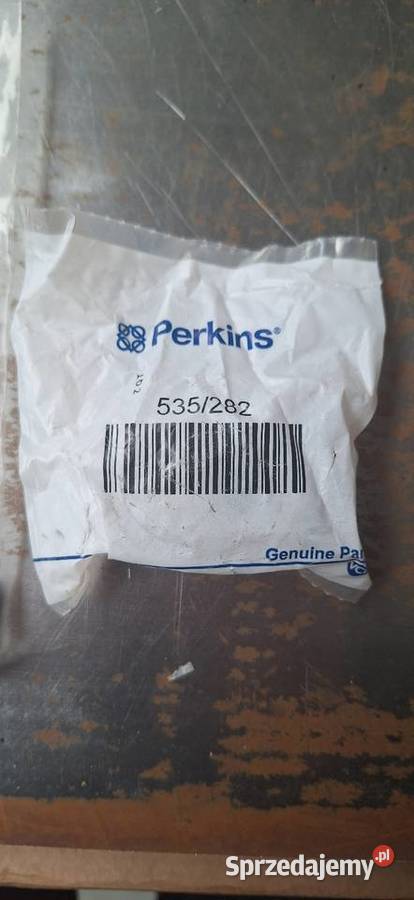 Perkins®
535/282
Genuine Par
Sprzedajemy.pl